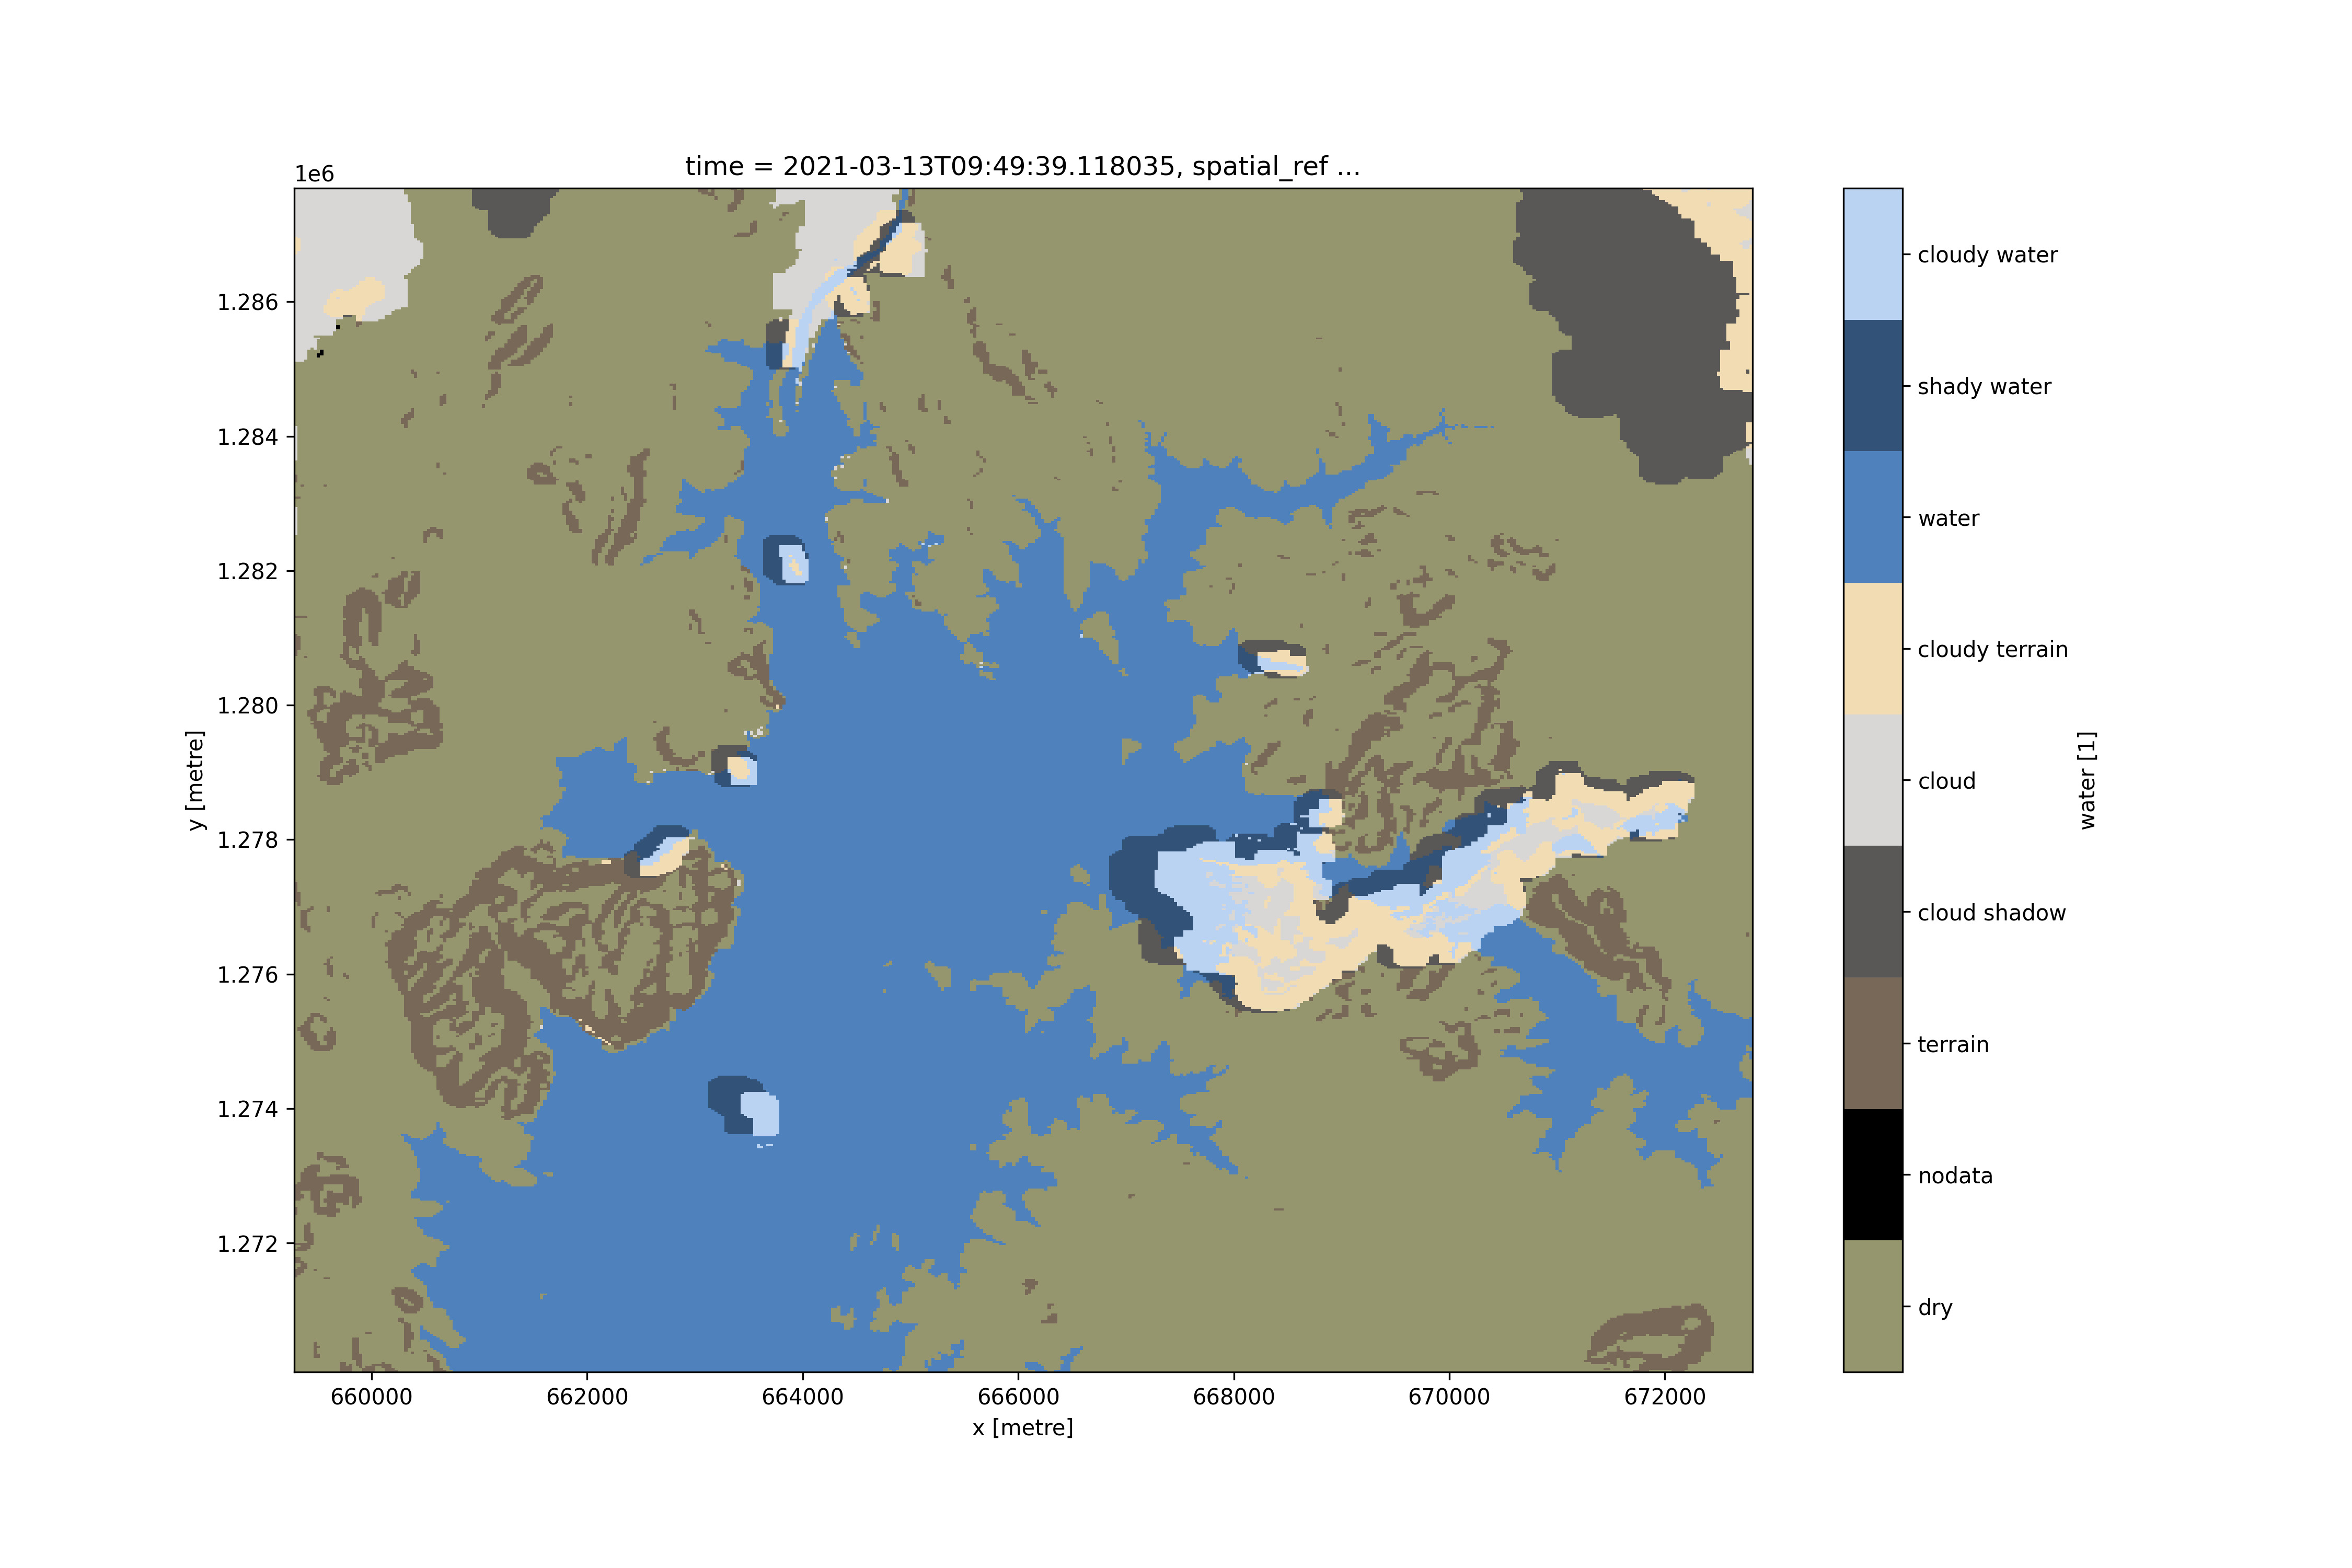 time = 2021-03-13T09:49:39.118035, spatial_ref ...
1e6
1.286
1.284
1.282
1.280
1.278
1.276
1.274
1.272
y [metre]
660000 662000 664000 666000 668000 670000 672000
x [metre]
cloudy water
shady water
water
cloudy terrain
cloud
cloud shadow
terrain
nodata
dry
water [1]